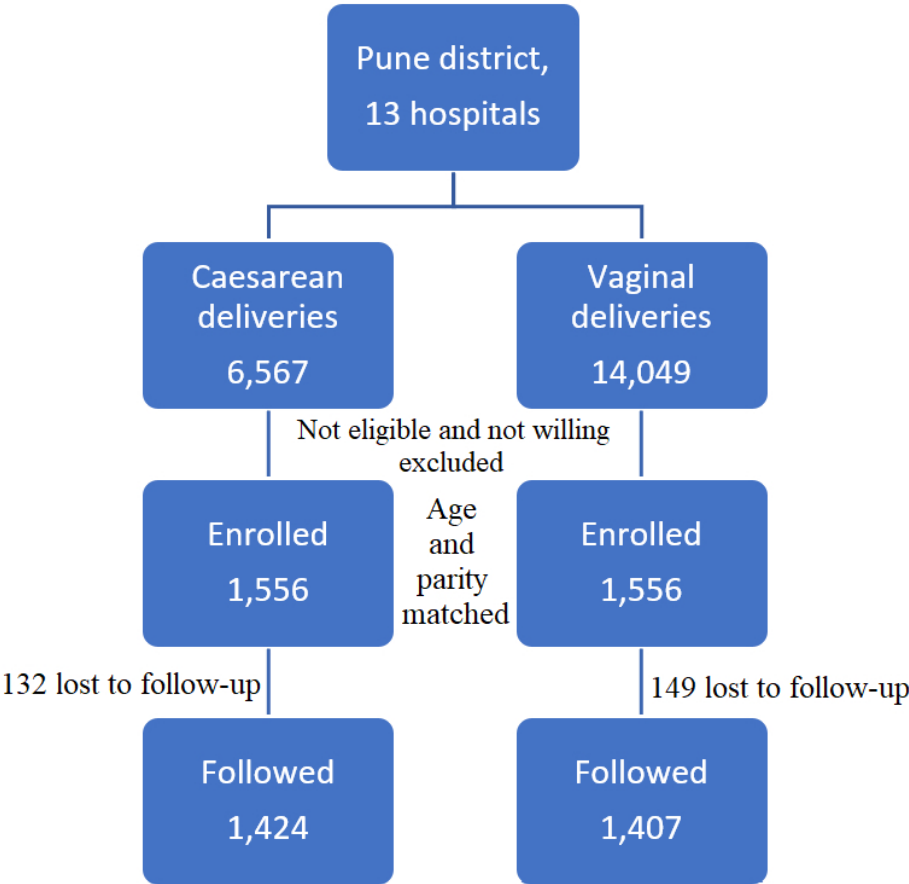 Pune district,
13 hospitals
Caesarean
deliveries
6,567
Vaginal
deliveries
14,049
Not eligible and not willing
excluded
Enrolled
1,556
Age
and
parity
matched
Enrolled
1,556
132 lost to follow-up
149 lost to follow-up
Followed
1,424
Followed
1,407